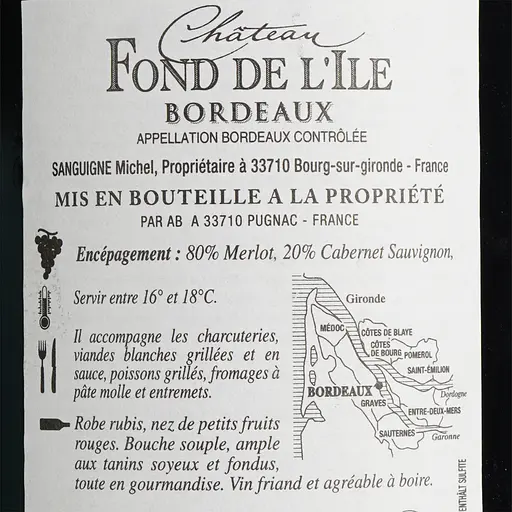 Château
FOND DE L'ILE
BORDEAUX
APPELLATION BORDEAUX CONTRÔLÉE
SANGUIGNE Michel, Propriétaire à 33710 Bourg-sur-gironde - France
MIS EN BOUTEILLE A LA PROPRIÉTÉ
PAR AB A 33710 PUGNAC - FRANCE
Encépagement : 80% Merlot, 20% Cabernet Sauvignon,
Servir entre 16° et 18°C.
Il accompagne les charcuteries,
viandes blanches grillées et en
sauce, poissons grillés, fromages à
pâte molle et entremets.
Robe rubis, nez de petits fruits
rouges. Bouche souple, ample
aux tanins soyeux et fondus,
toute en gourmandise. Vin friand et agréable à boire.
Gironde
MÉDOC
CÔTES DE BLAYE
CÔTES
DE BOURG
POMEROL
SAINT-ÉMILION
BORDEAUX
Dordogne
GRAVES
ENTRE-DEUX-MERS
SAUTERNES
Garonne
ENTHÄLT SULFITE